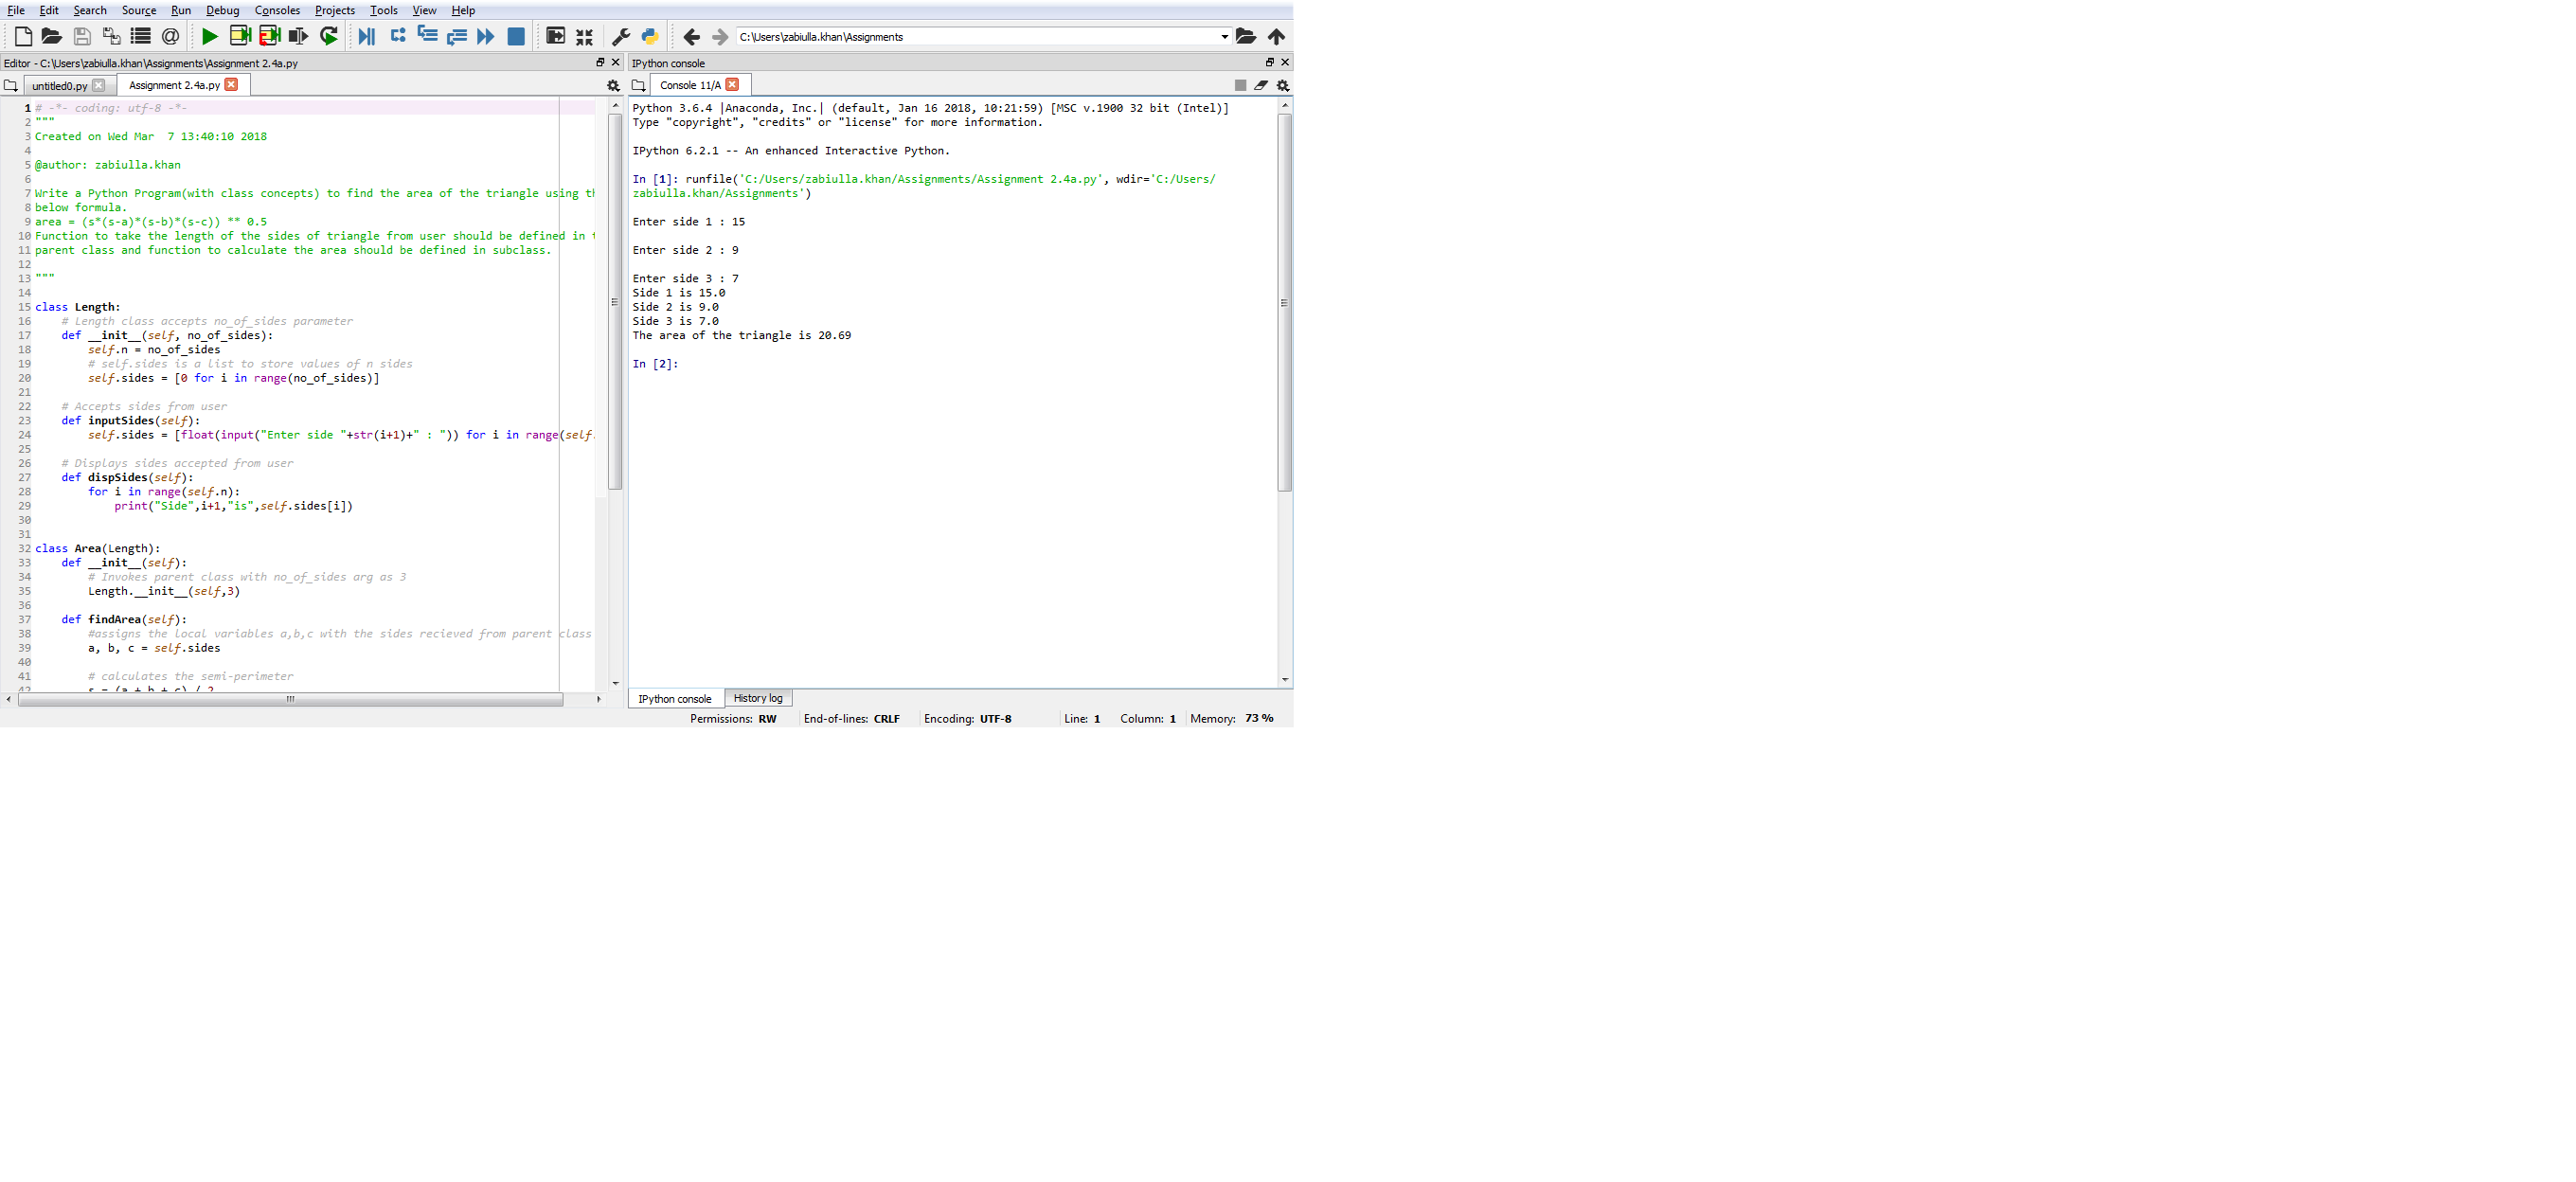 File Edit Search Source Run Debug Consoles Projects Tools View Help
C:\Users\zabiulla.khan\Assignments
Editor - C:\Users\zabiulla.khan\Assignments\Assignment 2.4a.py
untitled0.py Assignment 2.4a.py
1 # -*- coding: utf-8 -*-
2 """
3 Created on Wed Mar  7 13:40:10 2018
4
5 @author: zabiulla.khan
6
7 Write a Python Program(with class concepts) to find the area of the triangle using th
8 below formula.
9 area = (s*(s-a)*(s-b)*(s-c)) ** 0.5
10 Function to take the length of the sides of triangle from user should be defined in t
11 parent class and function to calculate the area should be defined in subclass.
12
13 """
14
15 class Length:
16     # Length class accepts no_of_sides parameter
17     def __init__(self, no_of_sides):
18         self.n = no_of_sides
19         # self.sides is a list to store values of n sides
20         self.sides = [0 for i in range(no_of_sides)]
21
22     # Accepts sides from user
23     def inputSides(self):
24         self.sides = [float(input("Enter side "+str(i+1)+" : ")) for i in range(self.
25
26     # Displays sides accepted from user
27     def dispSides(self):
28         for i in range(self.n):
29             print("Side",i+1,"is",self.sides[i])
30
31
32 class Area(Length):
33     def __init__(self):
34         # Invokes parent class with no_of_sides arg as 3
35         Length.__init__(self,3)
36
37     def findArea(self):
38         #assigns the local variables a,b,c with the sides recieved from parent class
39         a, b, c = self.sides
40
41         # calculates the semi-perimeter
42         s = (a + b + c) / 2
IPython console
Console 11/A
Python 3.6.4 |Anaconda, Inc.| (default, Jan 16 2018, 10:21:59) [MSC v.1900 32 bit (Intel)]
Type "copyright", "credits" or "license" for more information.
IPython 6.2.1 -- An enhanced Interactive Python.
In [1]: runfile('C:/Users/zabiulla.khan/Assignments/Assignment 2.4a.py', wdir='C:/Users/
zabiulla.khan/Assignments')
Enter side 1 : 15
Enter side 2 : 9
Enter side 3 : 7
Side 1 is 15.0
Side 2 is 9.0
Side 3 is 7.0
The area of the triangle is 20.69
In [2]:
IPython console History log
Permissions: RW End-of-lines: CRLF Encoding: UTF-8 Line: 1 Column: 1 Memory: 73 %